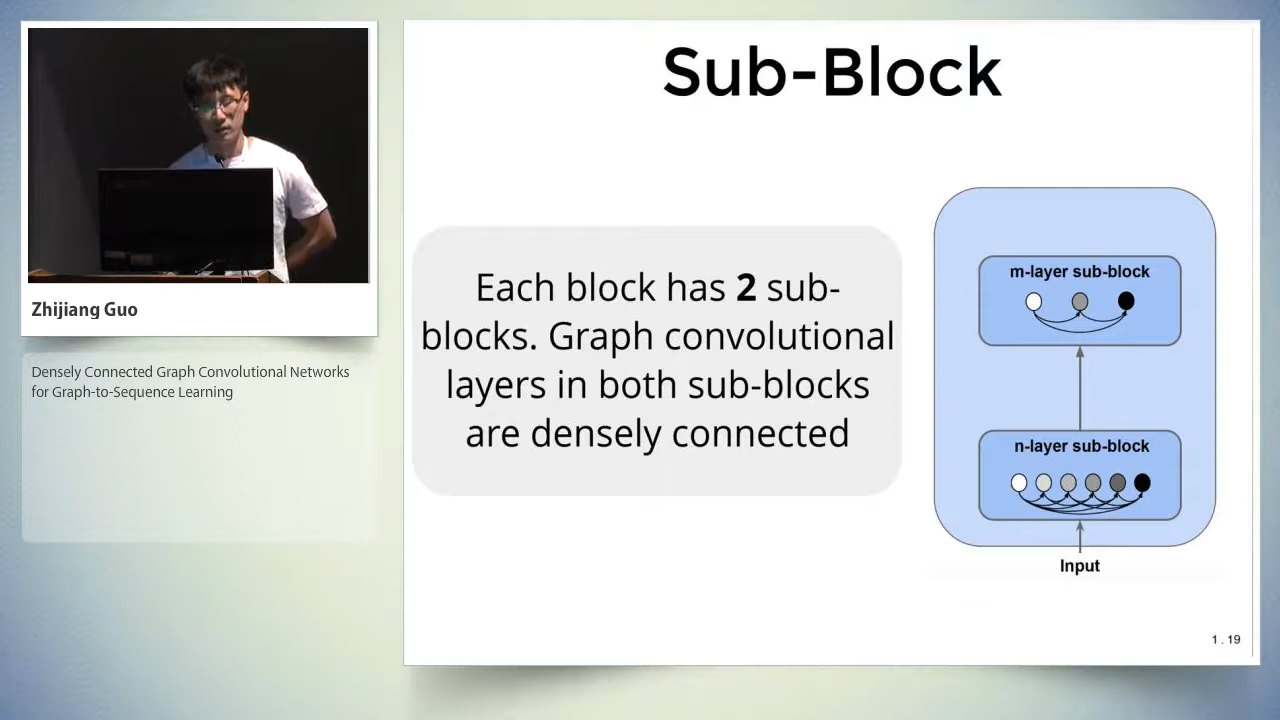 Sub-Block
Each block has 2 sub-
blocks. Graph convolutional
layers in both sub-blocks
are densely connected
m-layer sub-block
n-layer sub-block
Input
1 . 19
Zhijiang Guo
Densely Connected Graph Convolutional Networks
for Graph-to-Sequence Learning